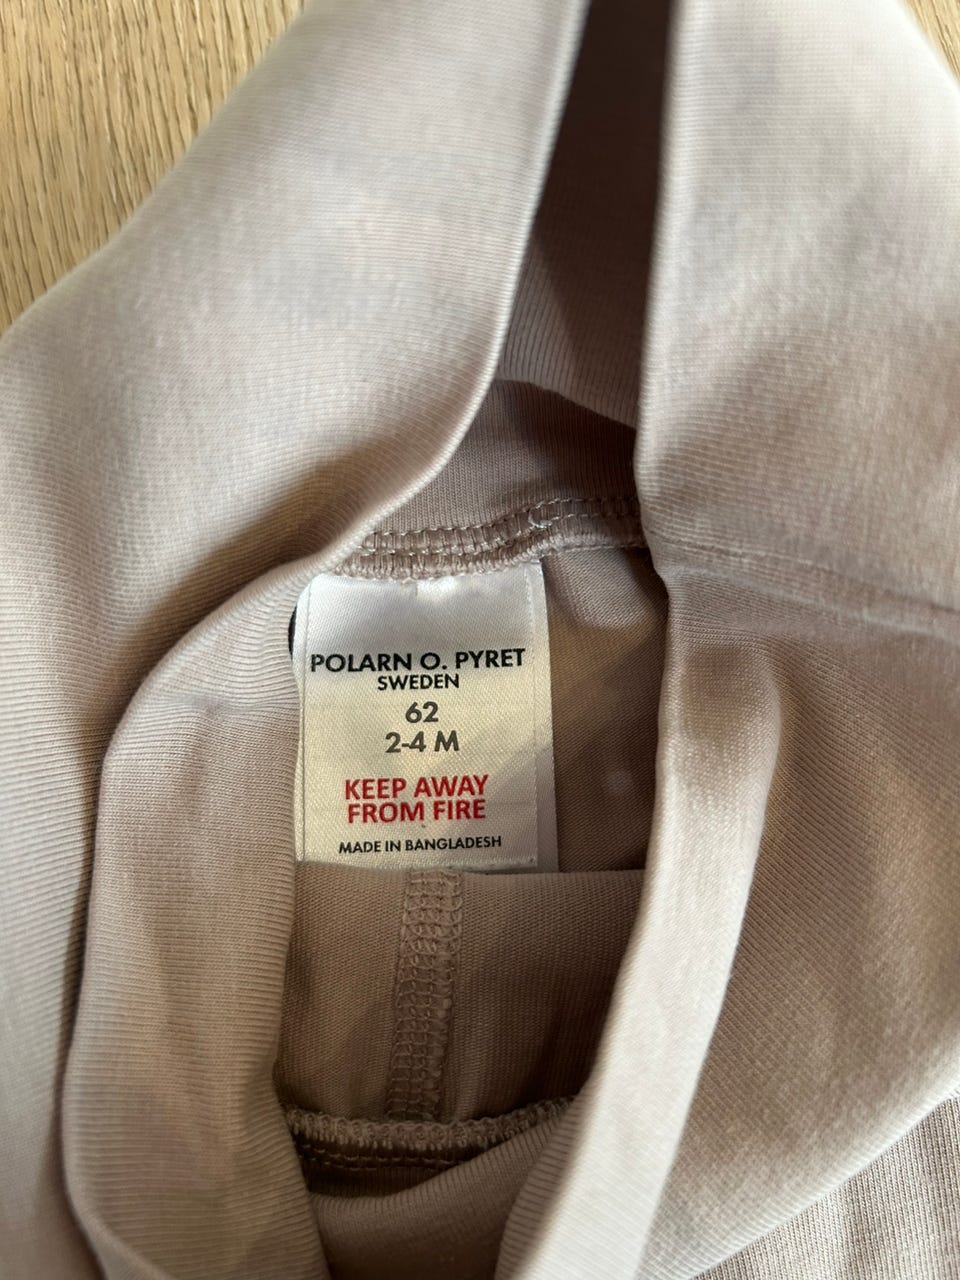 POLARN O. PYRET
SWEDEN
62
2-4 M
KEEP AWAY
FROM FIRE
MADE IN BANGLADESH